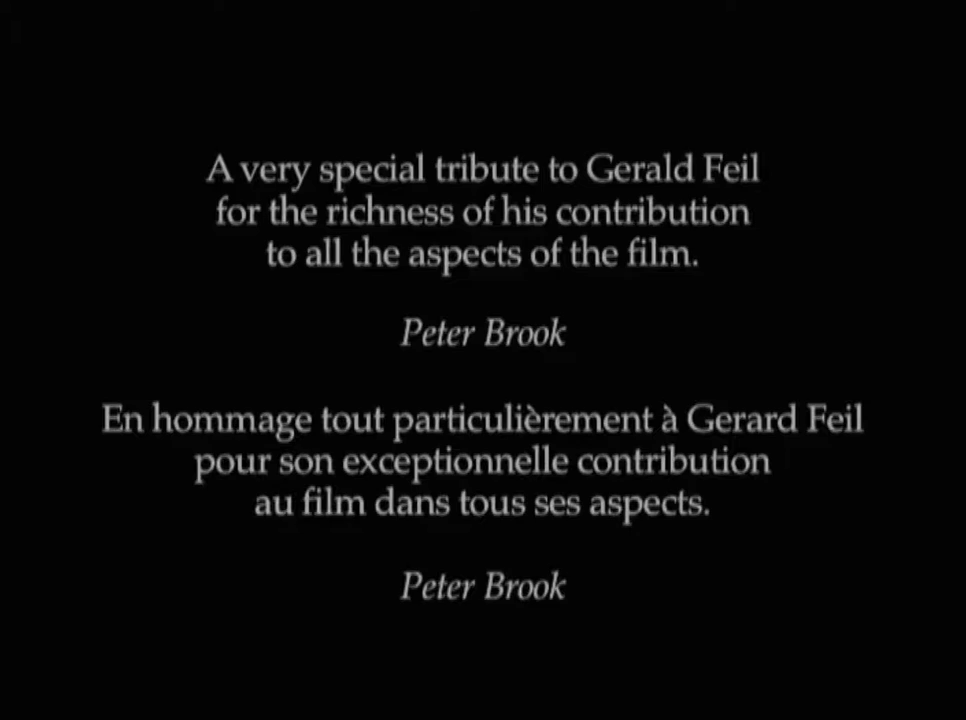 A very special tribute to Gerald Feil
for the richness of his contribution
to all the aspects of the film.
Peter Brook
En hommage tout particulièrement à Gerard Feil
pour son exceptionnelle contribution
au film dans tous ses aspects.
Peter Brook